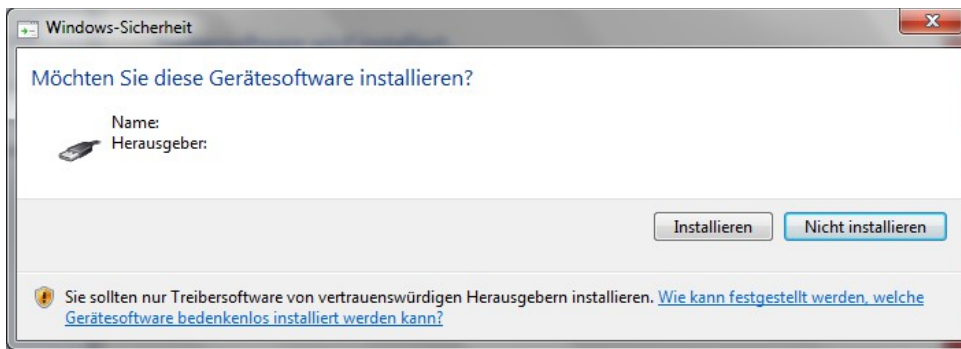 Windows-Sicherheit
Möchten Sie diese Gerätesoftware installieren?
Name:
Herausgeber:
Installieren
Nicht installieren
Sie sollten nur Treibersoftware von vertrauenswürdigen Herausgebern installieren. Wie kann festgestellt werden, welche
Gerätesoftware bedenkenlos installiert werden kann?